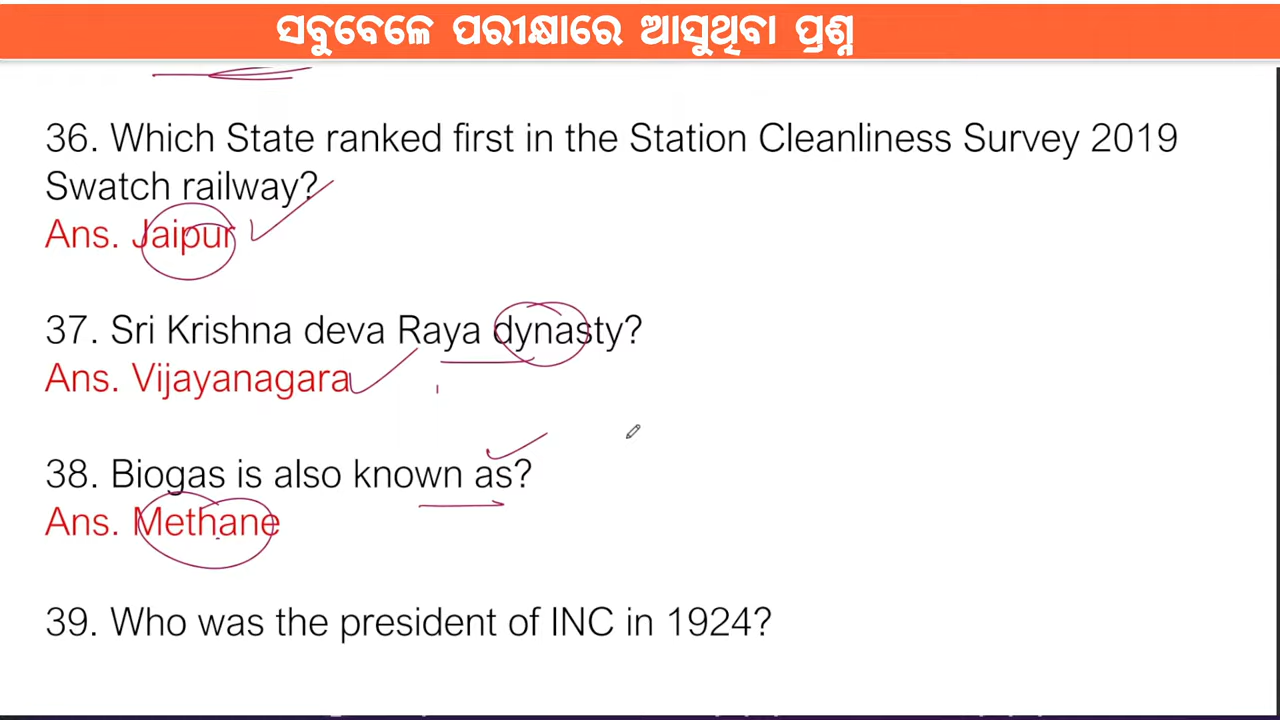 ସବୁବେଳେ ପରୀକ୍ଷାରେ ଆସୁଥିବା ପ୍ରଶ୍ନ
36. Which State ranked first in the Station Cleanliness Survey 2019
Swatch railway?
Ans. Jaipur
37. Sri Krishna deva Raya dynasty?
Ans. Vijayanagara
38. Biogas is also known as?
Ans. Methane
39. Who was the president of INC in 1924?